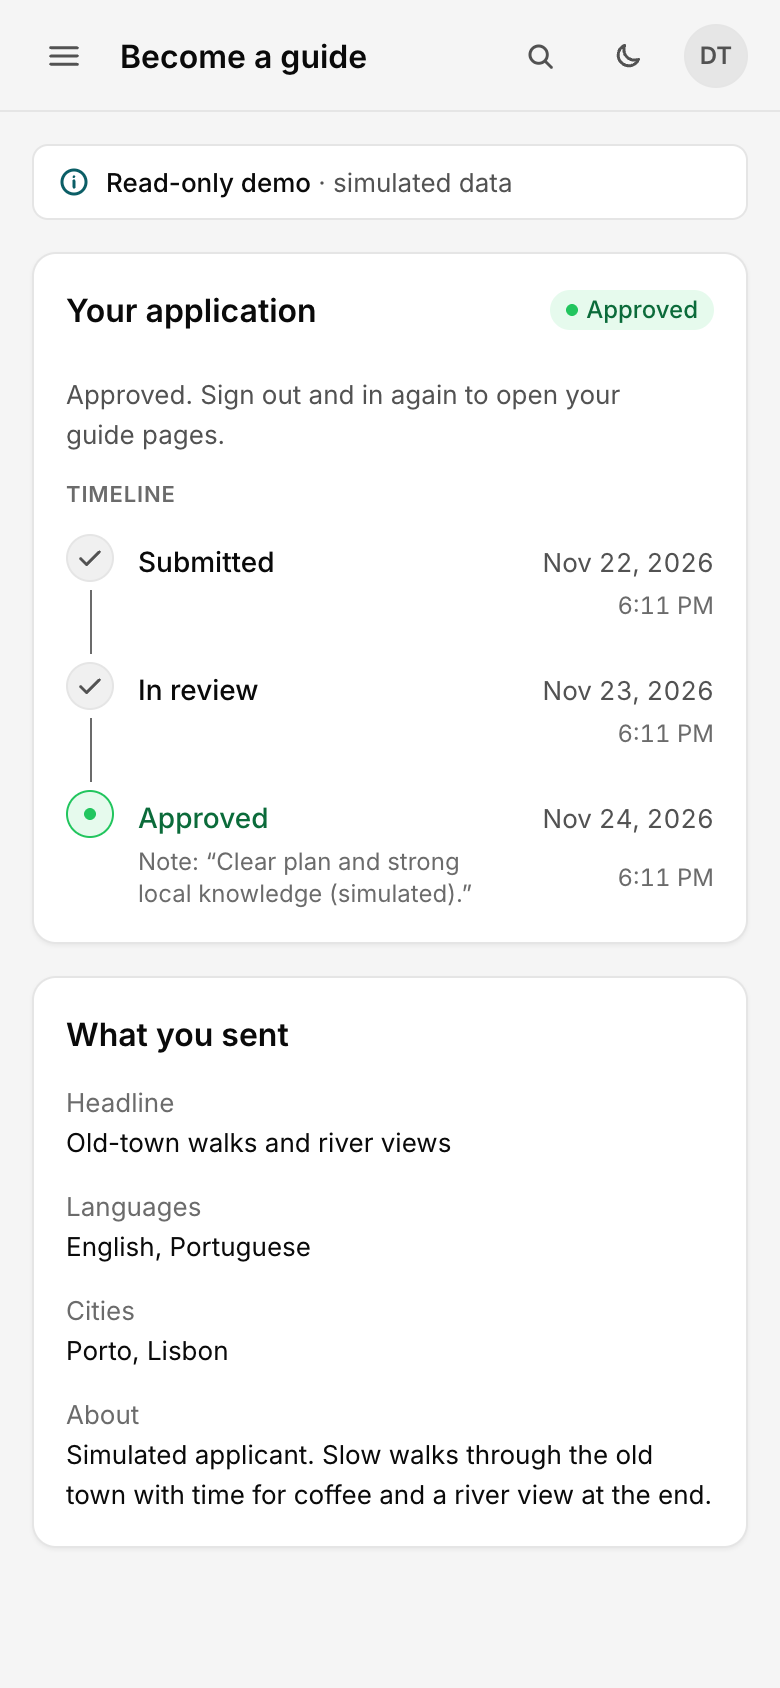 Become a guide
DT
Read-only demo · simulated data
Your application
Approved
Approved. Sign out and in again to open your
guide pages.
TIMELINE
Submitted
Nov 22, 2026
6:11 PM
In review
Nov 23, 2026
6:11 PM
Approved
Nov 24, 2026
Note: “Clear plan and strong
local knowledge (simulated).”
6:11 PM
What you sent
Headline
Old-town walks and river views
Languages
English, Portuguese
Cities
Porto, Lisbon
About
Simulated applicant. Slow walks through the old
town with time for coffee and a river view at the end.